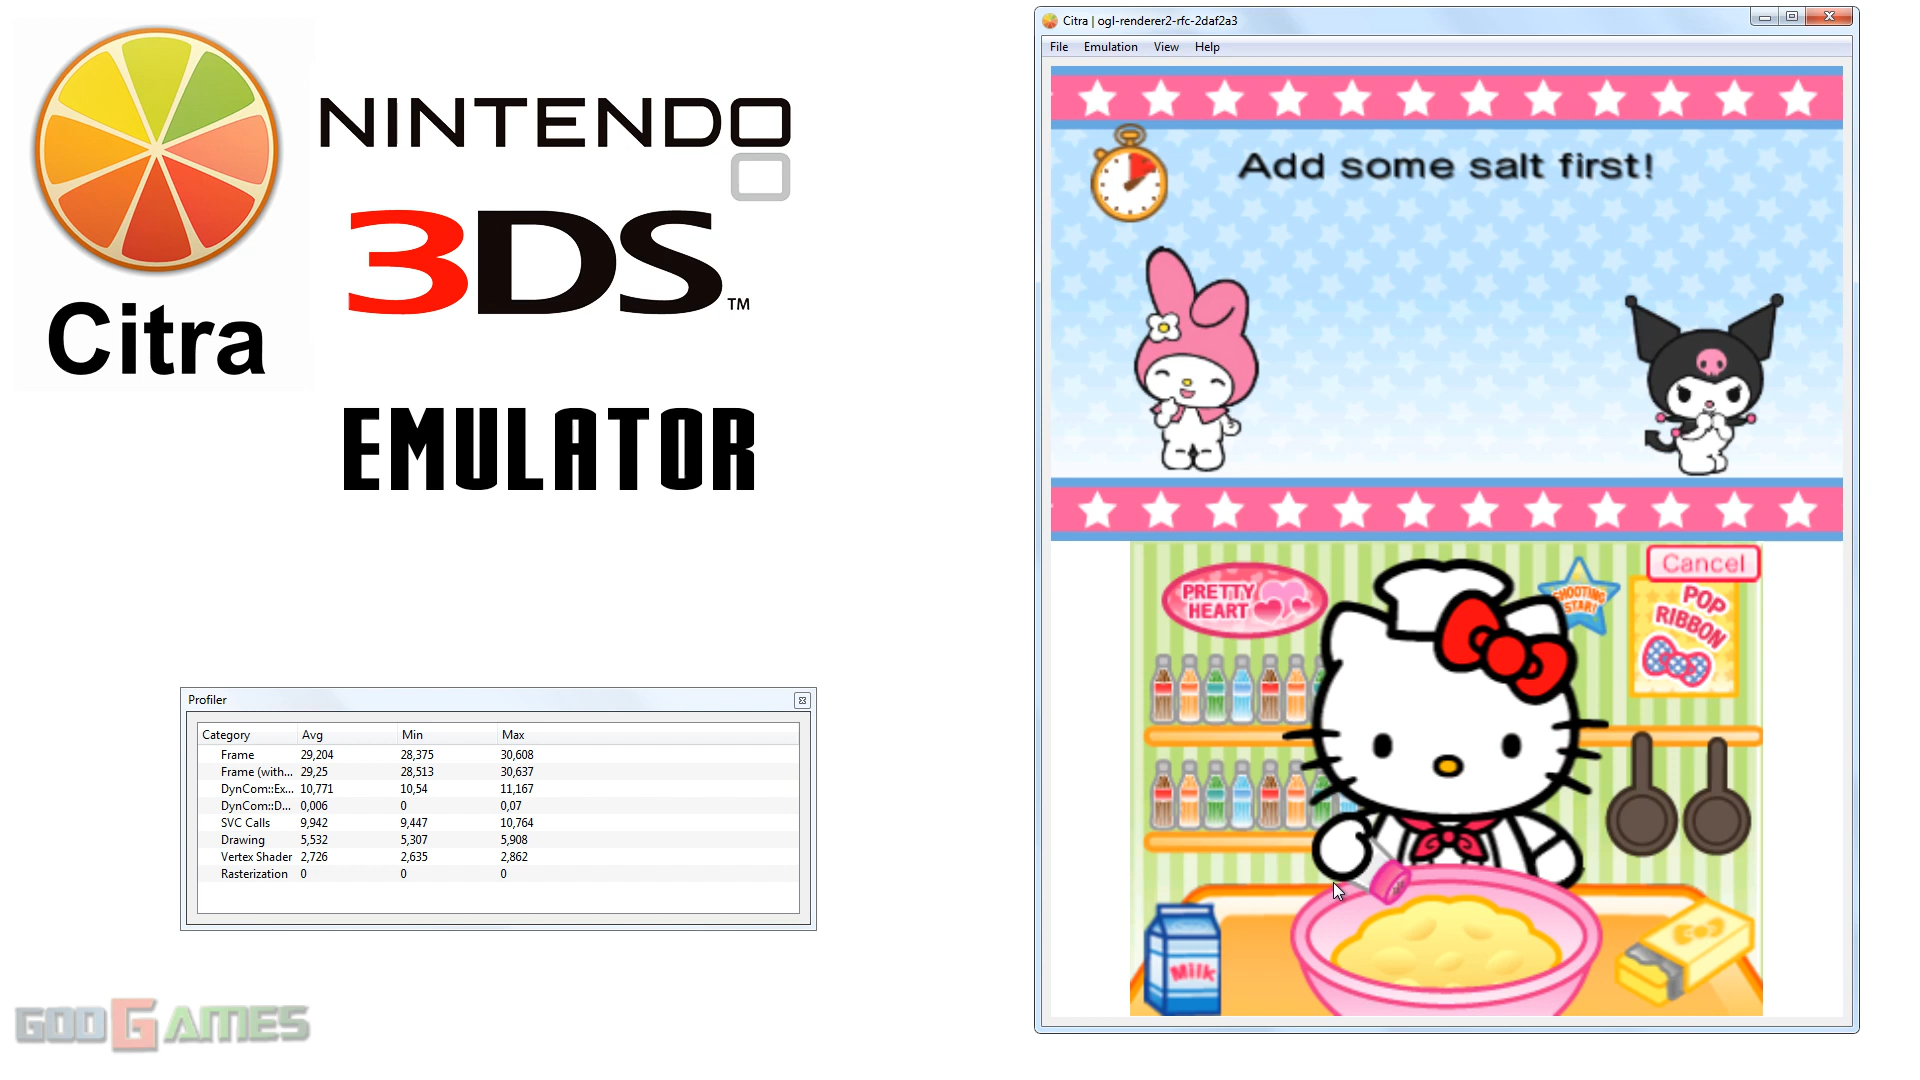 Citra
NINTENDO
3DS™
EMULATOR
Profiler
Category Avg Min Max
Frame 29,204 28,375 30,608
Frame (with... 29,25 28,513 30,637
DynCom::Ex... 10,771 10,54 11,167
DynCom::D... 0,006 0 0,07
SVC Calls 9,942 9,447 10,764
Drawing 5,532 5,307 5,908
Vertex Shader 2,726 2,635 2,862
Rasterization 0 0 0
GODGAMES
Citra | ogl-renderer2-rfc-2daf2a3
File Emulation View Help
Add some salt first!
Cancel
PRETTY
HEART
SHOOTING
STAR!
POP
RIBBON
Milk